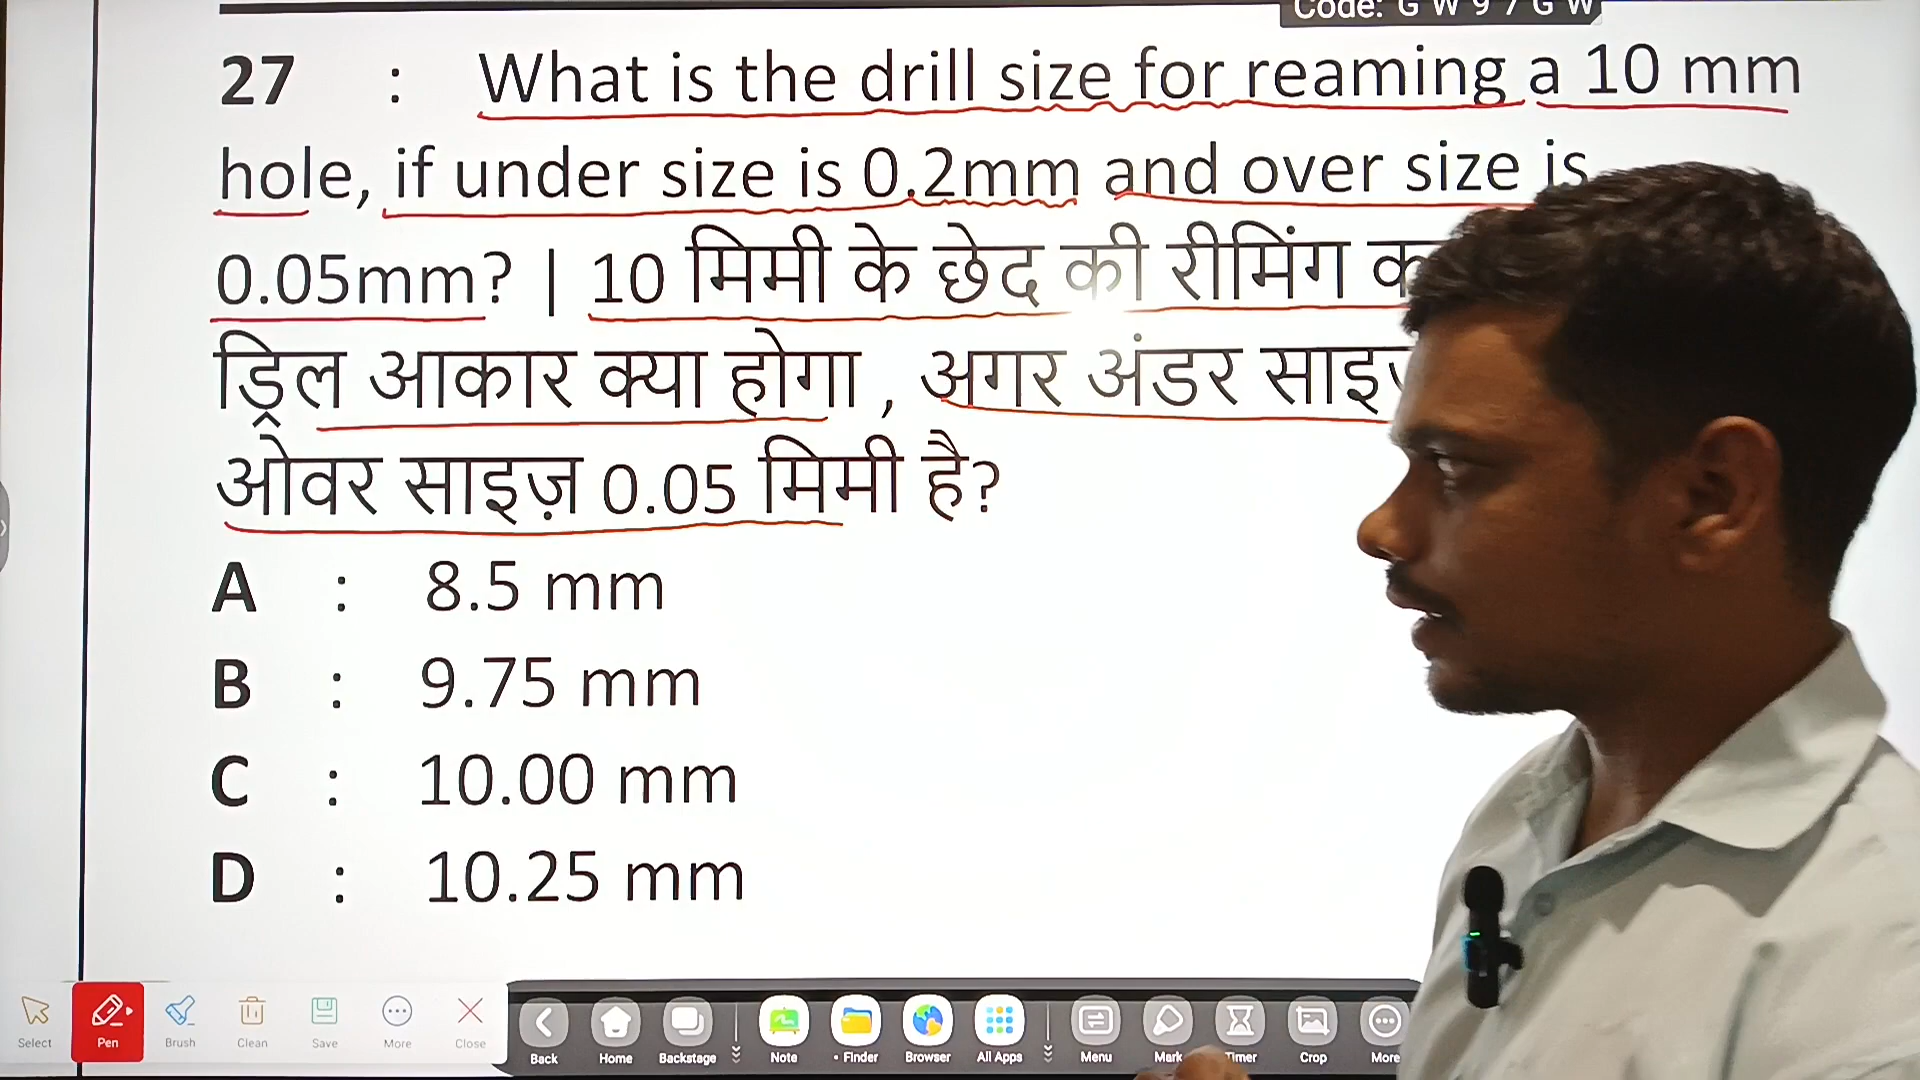 Code: G W 9 7 G W
27 : What is the drill size for reaming a 10 mm
hole, if under size is 0.2mm and over size is
0.05mm? | 10 मिमी के छेद की रीमिंग
ड्रिल आकार क्या होगा , अगर अंडर
ओवर साइज़ 0.05 मिमी है?
A : 8.5 mm
B : 9.75 mm
C : 10.00 mm
D : 10.25 mm
Select Pen Brush Clean Save More Close Back Home Backstage Note Finder Browser All Apps Menu Mark Timer Crop More